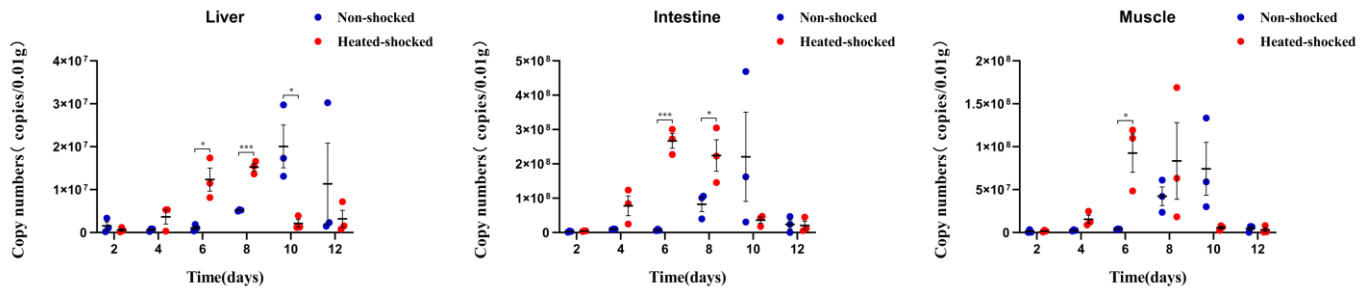 Liver
Non-shocked
Heated-shocked
Copy numbers( copies/0.01g)
4×10⁷
3×10⁷
2×10⁷
1×10⁷
0
* *** *
2 4 6 8 10 12
Time(days)
Intestine
Non-shocked
Heated-shocked
Copy numbers( copies/0.01g)
5×10⁸
4×10⁸
3×10⁸
2×10⁸
1×10⁸
0
*** *
2 4 6 8 10 12
Time(days)
Muscle
Non-shocked
Heated-shocked
Copy numbers( copies/0.01g)
2×10⁸
1.5×10⁸
1×10⁸
5×10⁷
0
*
2 4 6 8 10 12
Time(days)